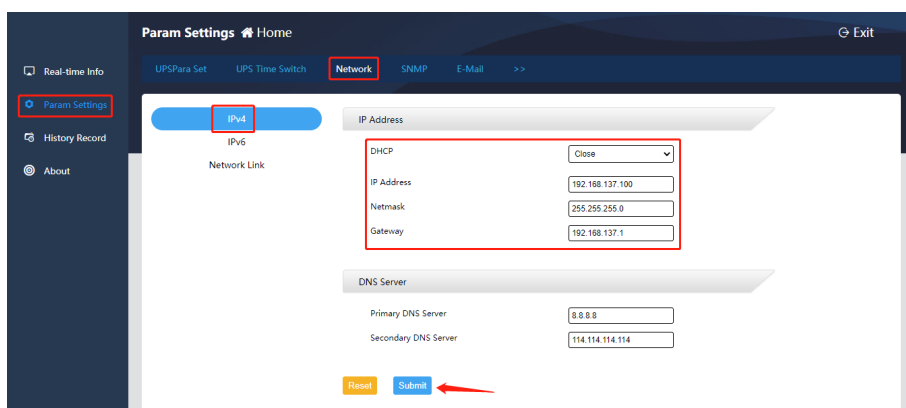 Param Settings Home Exit
Real-time Info
Param Settings
History Record
About
UPSPara Set UPS Time Switch Network SNMP E-Mail >>
IPv4
IPv6
Network Link
IP Address
DHCP Close
IP Address 192.168.137.100
Netmask 255.255.255.0
Gateway 192.168.137.1
DNS Server
Primary DNS Server 8.8.8.8
Secondary DNS Server 114.114.114.114
Reset Submit